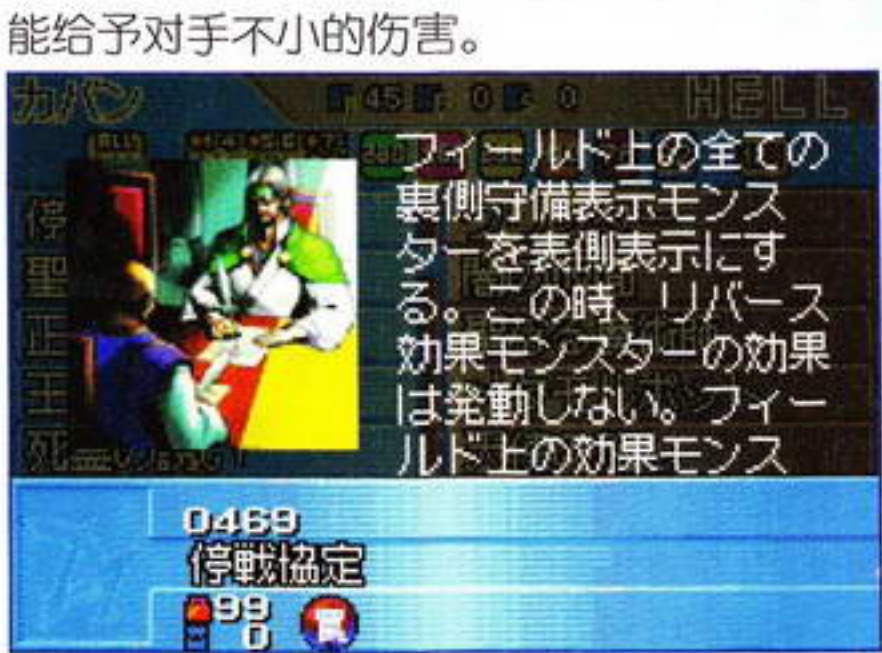 能给予对手不小的伤害。
カバン 45 0 0 HELL
フィールド上の全ての
裏側守備表示モンス
ターを表側表示にす
る。この時、リバース
効果モンスターの効果
は発動しない。フィー
ルド上の効果モンス
0469
停戦協定
99
0
罠